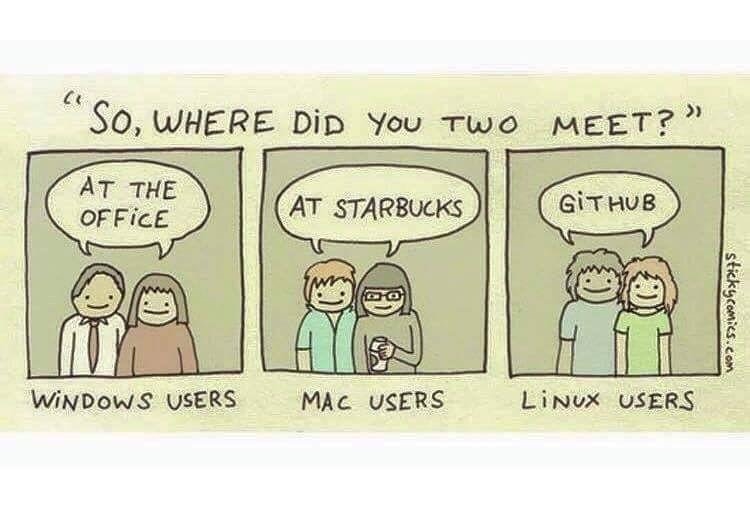 "SO, WHERE DiD YOU TWO MEET?"
AT THE
OFFiCE
AT STARBUCKS
GiTHUB
WiNDOWS USERS
MAC USERS
LiNUX USERS
stickycomics.com